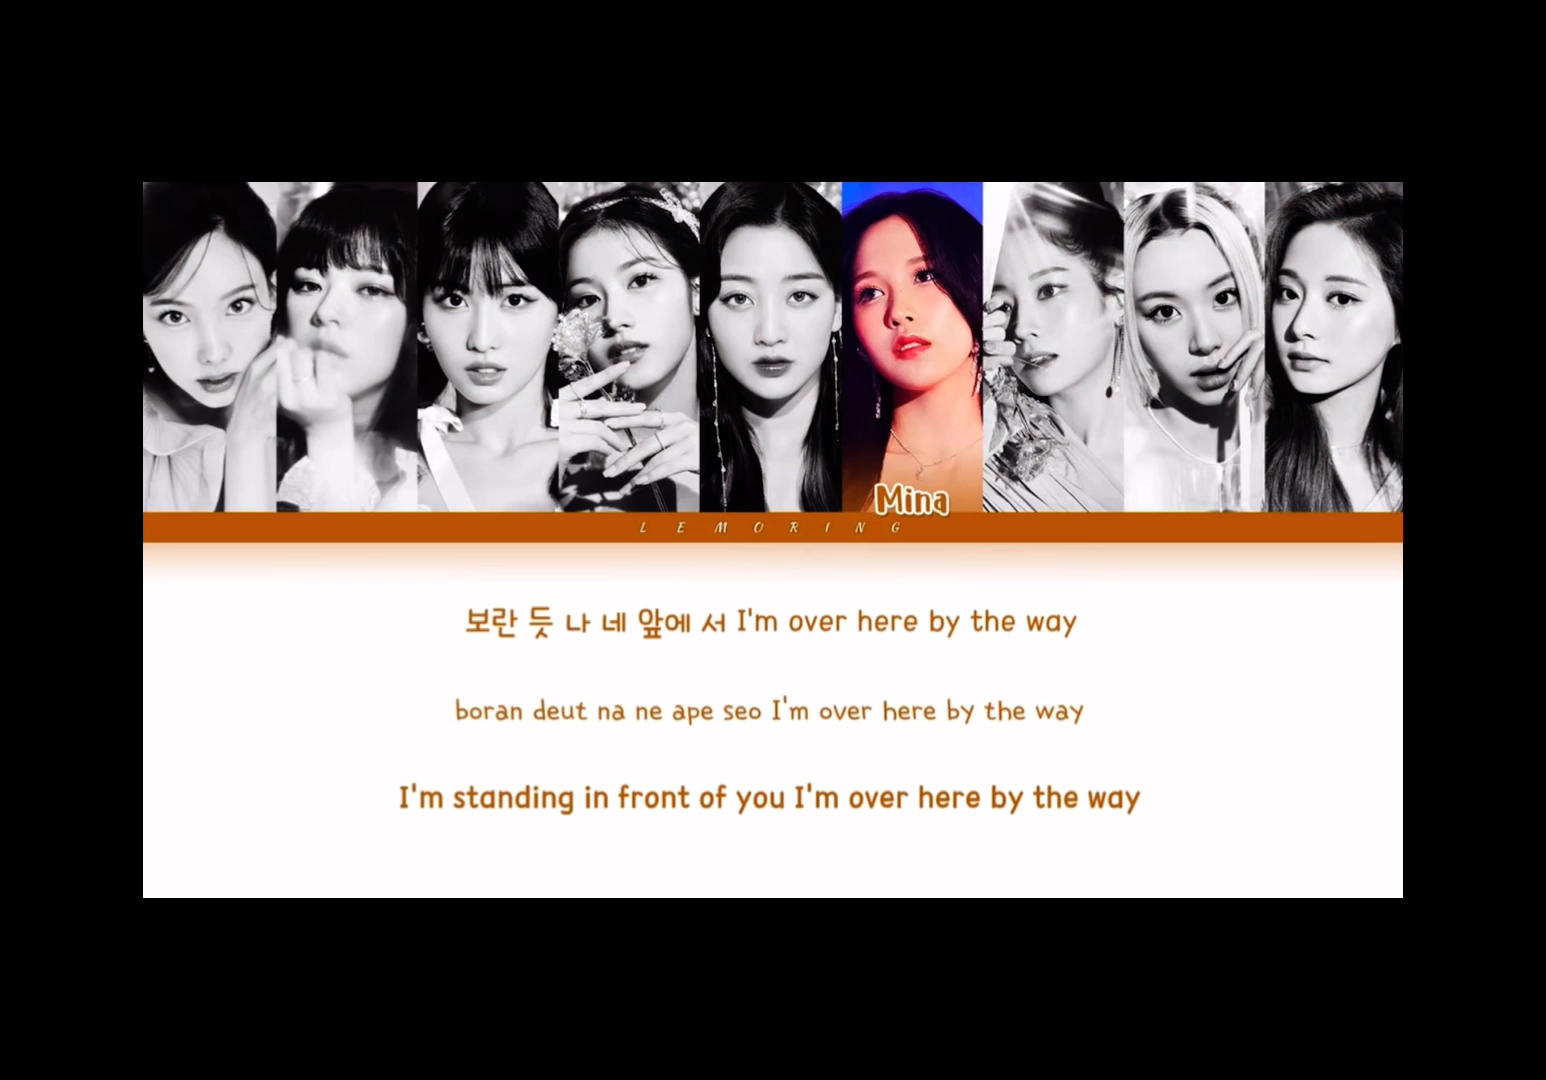 Mina
LEMORING
보란 듯 나 네 앞에 서 I'm over here by the way
boran deut na ne ape seo I'm over here by the way
I'm standing in front of you I'm over here by the way